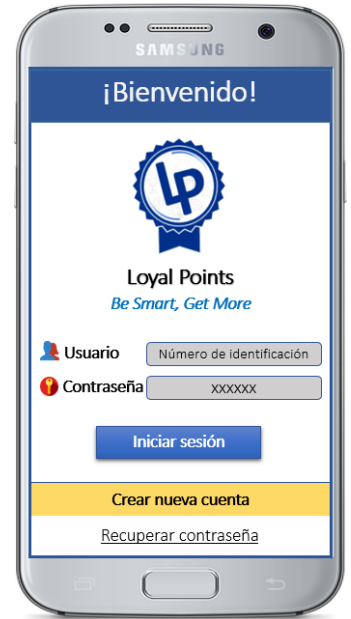 SAMSUNG
¡Bienvenido!
LP
Loyal Points
Be Smart, Get More
Usuario Número de identificación
Contraseña xxxxxx
Iniciar sesión
Crear nueva cuenta
Recuperar contraseña